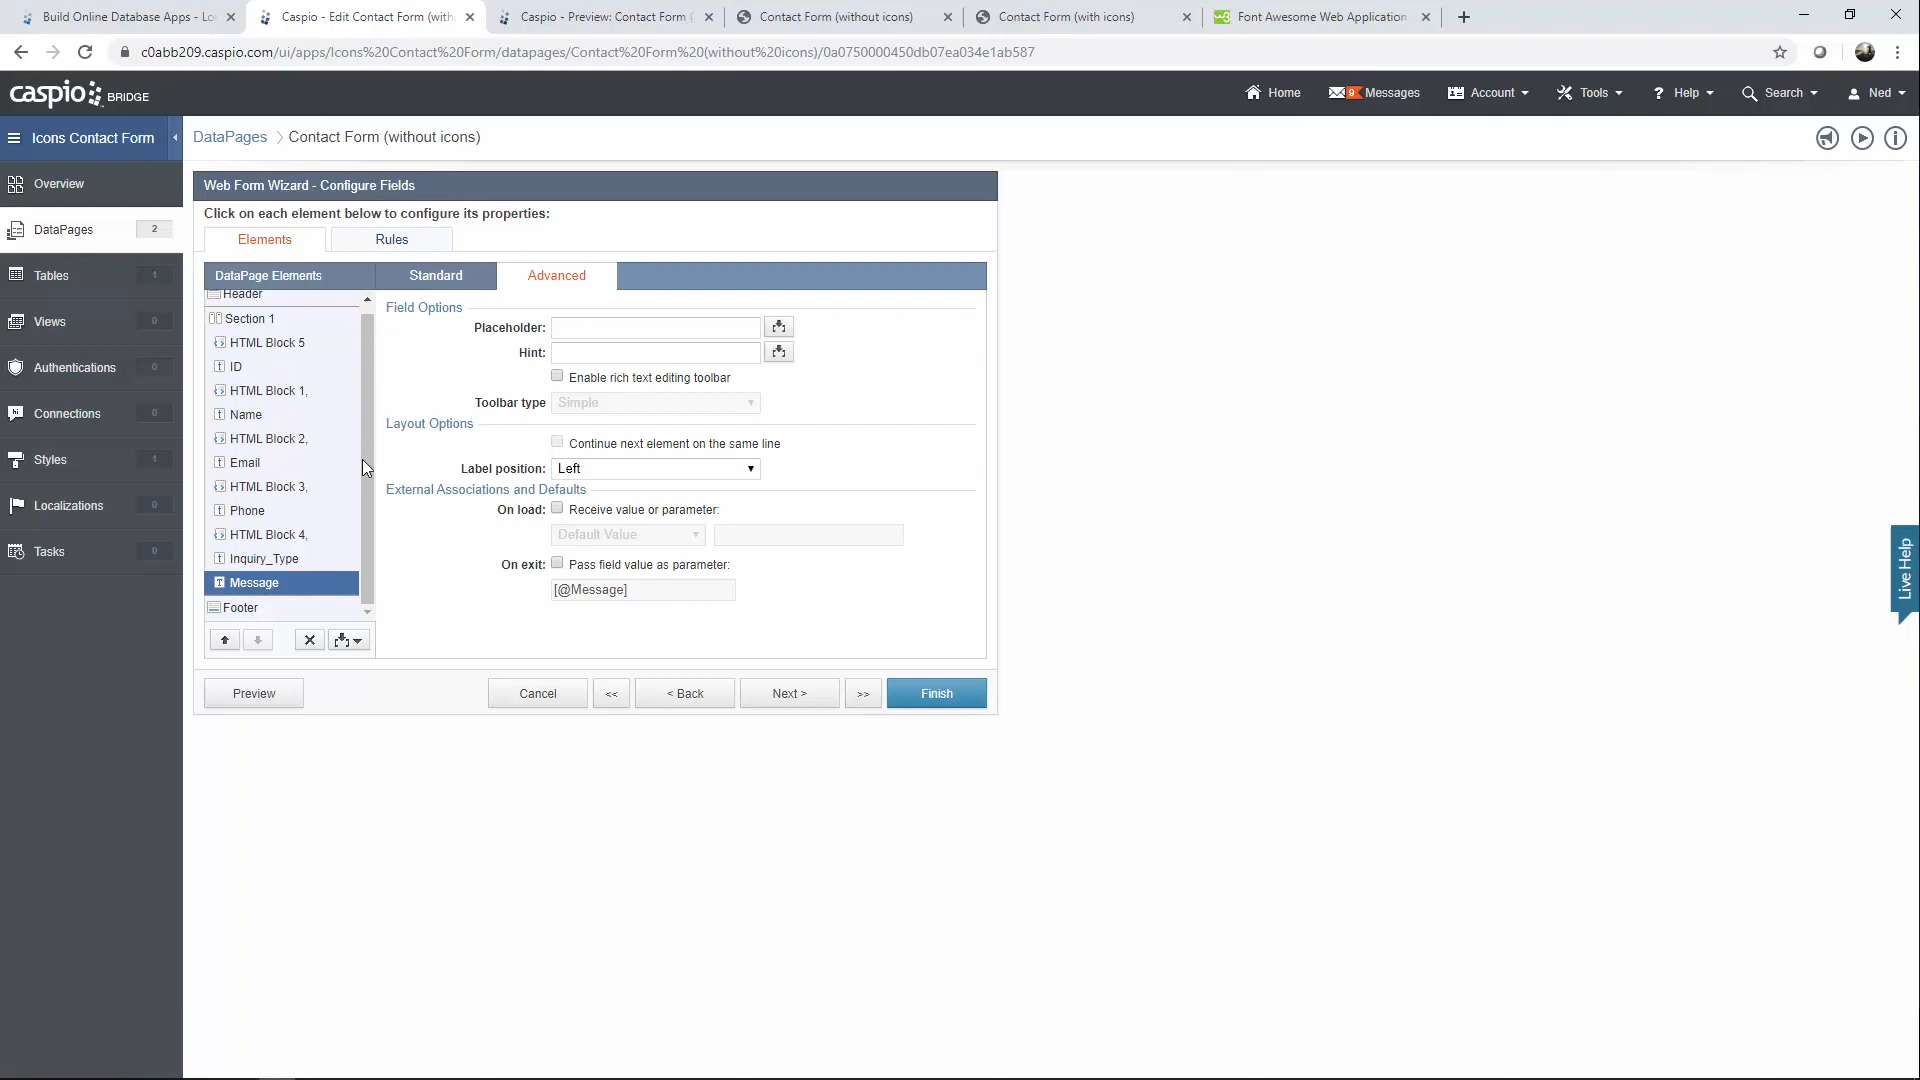 Build Online Database Apps - Lo
Caspio - Edit Contact Form (with
Caspio - Preview: Contact Form (
Contact Form (without icons)
Contact Form (with icons)
Font Awesome Web Application
c0abb209.caspio.com/ui/apps/Icons%20Contact%20Form/datapages/Contact%20Form%20(without%20icons)/0a0750000450db07ea034e1ab587
caspio BRIDGE
Home
9 Messages
Account
Tools
? Help
Search
Ned
Icons Contact Form
DataPages > Contact Form (without icons)
Overview
DataPages 2
Tables 1
Views 0
Authentications 0
Connections 0
Styles 1
Localizations 0
Tasks 0
Web Form Wizard - Configure Fields
Click on each element below to configure its properties:
Elements
Rules
DataPage Elements
Standard
Advanced
Header
Section 1
HTML Block 5
ID
HTML Block 1,
Name
HTML Block 2,
Email
HTML Block 3,
Phone
HTML Block 4,
Inquiry_Type
Message
Footer
Field Options
Placeholder:
Hint:
Enable rich text editing toolbar
Toolbar type Simple
Layout Options
Continue next element on the same line
Label position: Left
External Associations and Defaults
On load: Receive value or parameter:
Default Value
On exit: Pass field value as parameter:
[@Message]
Preview
Cancel
<<
< Back
Next >
>>
Finish
Live Help